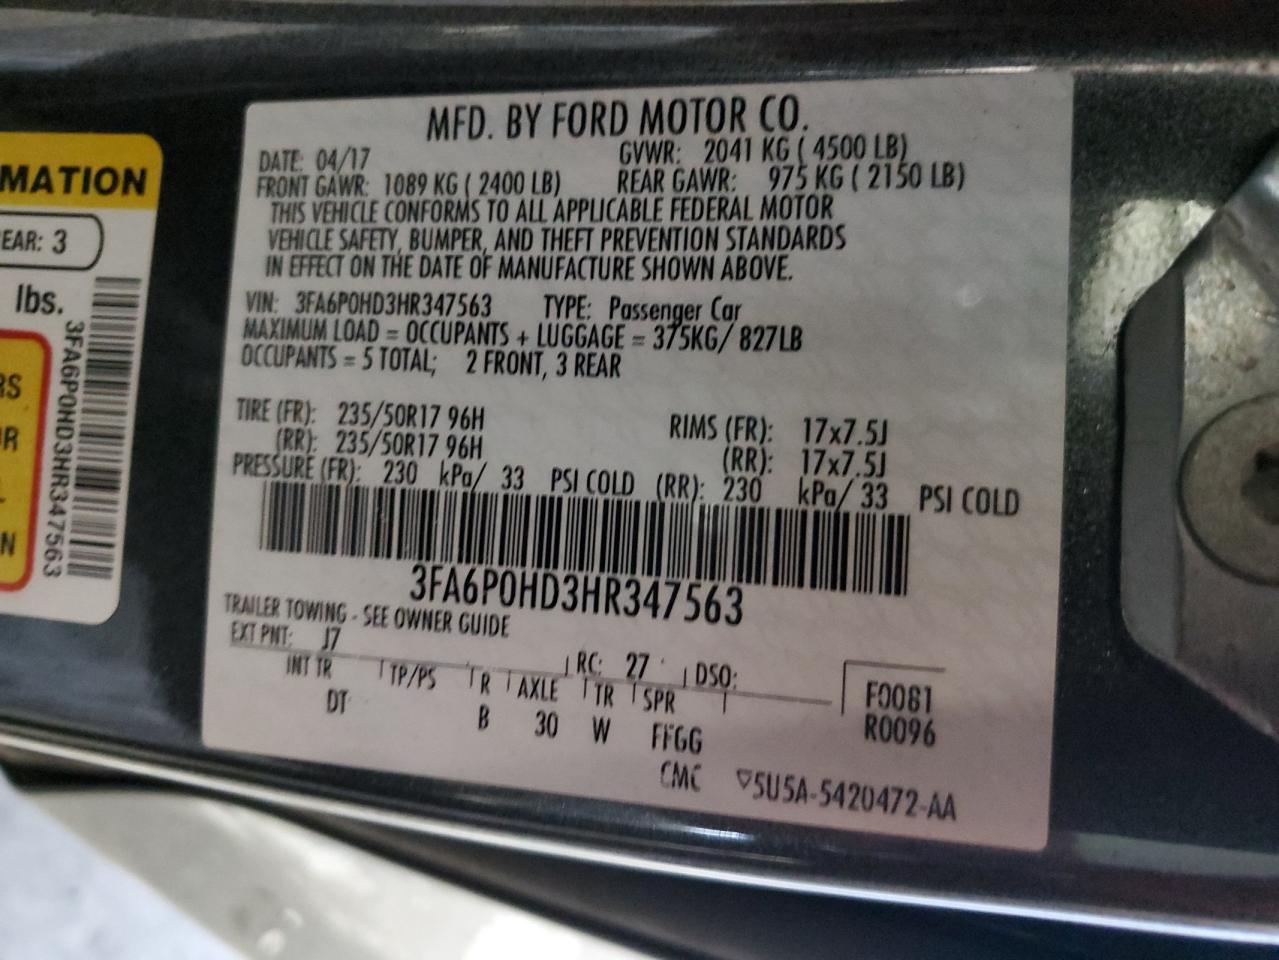 MFD. BY FORD MOTOR CO.
DATE: 04/17 GVWR: 2041 KG ( 4500 LB)
FRONT GAWR: 1089 KG ( 2400 LB) REAR GAWR: 975 KG ( 2150 LB)
THIS VEHICLE CONFORMS TO ALL APPLICABLE FEDERAL MOTOR
VEHICLE SAFETY, BUMPER, AND THEFT PREVENTION STANDARDS
IN EFFECT ON THE DATE OF MANUFACTURE SHOWN ABOVE.
VIN: 3FA6P0HD3HR347563 TYPE: Passenger Car
MAXIMUM LOAD = OCCUPANTS + LUGGAGE = 375KG/ 827LB
OCCUPANTS = 5 TOTAL; 2 FRONT, 3 REAR
TIRE (FR): 235/50R17 96H RIMS (FR): 17x7.5J
(RR): 235/50R17 96H (RR): 17x7.5J
PRESSURE (FR): 230 kPa/ 33 PSI COLD (RR): 230 kPa/ 33 PSI COLD
3FA6P0HD3HR347563
TRAILER TOWING - SEE OWNER GUIDE
EXT PNT: J7 RC: 27 DSO:
INT TR TP/PS R AXLE TR SPR F0081
DT B 30 W FFGG R0096
CMC ▽5U5A-5420472-AA
MATION
EAR: 3
lbs.
3FA6P0HD3HR347563
RS
OR
L
N